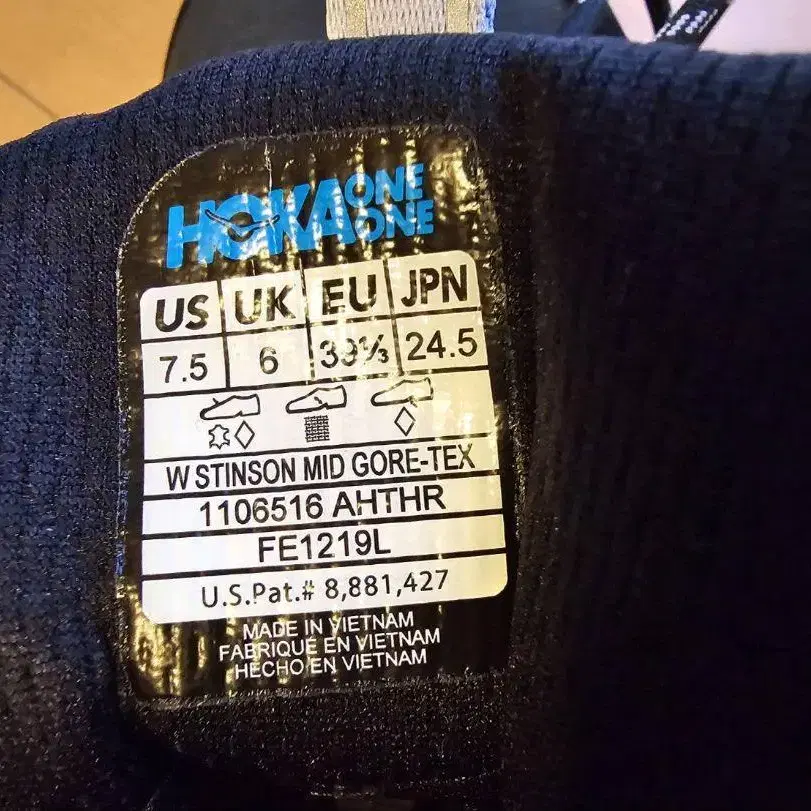 HOKA ONE ONE
US UK EU JPN
7.5 6 39⅓ 24.5
W STINSON MID GORE-TEX
1106516 AHTHR
FE1219L
U.S.Pat.# 8,881,427
MADE IN VIETNAM
FABRIQUÉ EN VIETNAM
HECHO EN VIETNAM